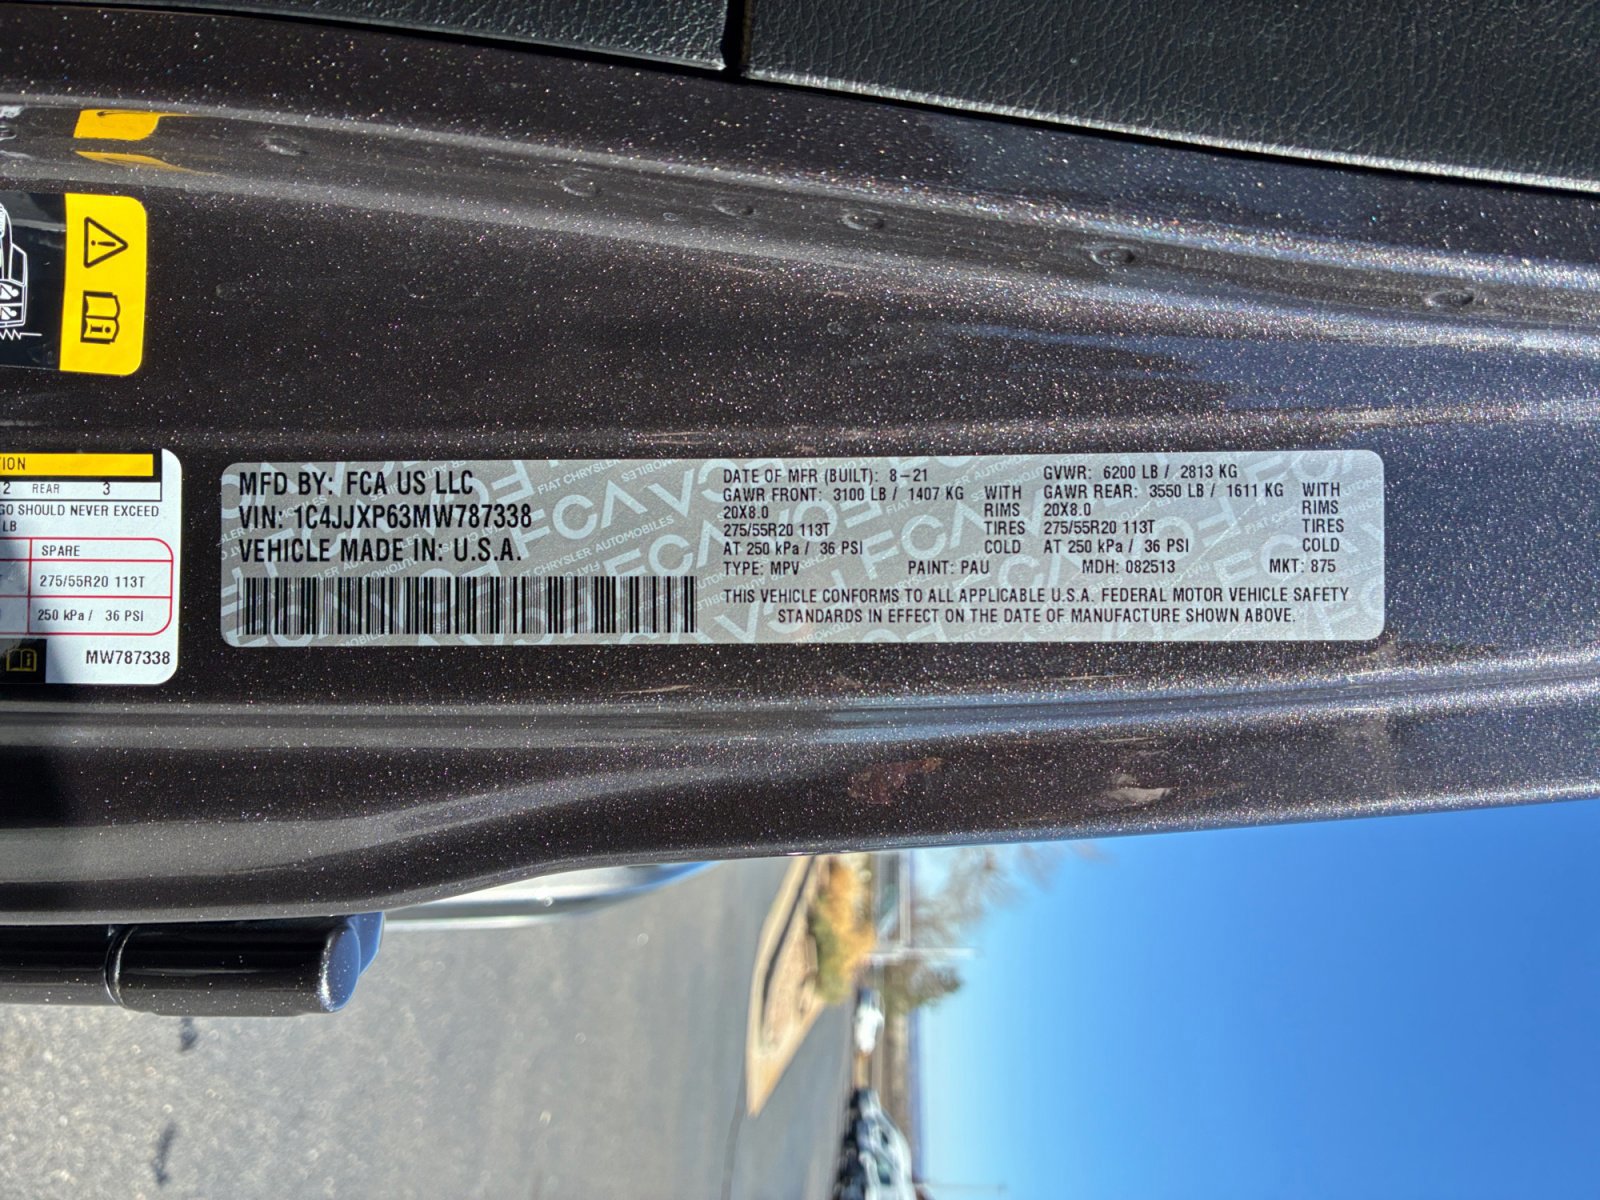 MFD BY: FCA US LLC
VIN: 1C4JJXP63MW787338
VEHICLE MADE IN: U.S.A.
DATE OF MFR (BUILT): 8-21 GVWR: 6200 LB / 2813 KG
GAWR FRONT: 3100 LB / 1407 KG WITH GAWR REAR: 3550 LB / 1611 KG WITH
20X8.0 RIMS 20X8.0 RIMS
275/55R20 113T TIRES 275/55R20 113T TIRES
AT 250 kPa / 36 PSI COLD AT 250 kPa / 36 PSI COLD
TYPE: MPV PAINT: PAU MDH: 082513 MKT: 875
THIS VEHICLE CONFORMS TO ALL APPLICABLE U.S.A. FEDERAL MOTOR VEHICLE SAFETY
STANDARDS IN EFFECT ON THE DATE OF MANUFACTURE SHOWN ABOVE.
2 REAR 3
GO SHOULD NEVER EXCEED
LB
SPARE
275/55R20 113T
250 kPa / 36 PSI
MW787338